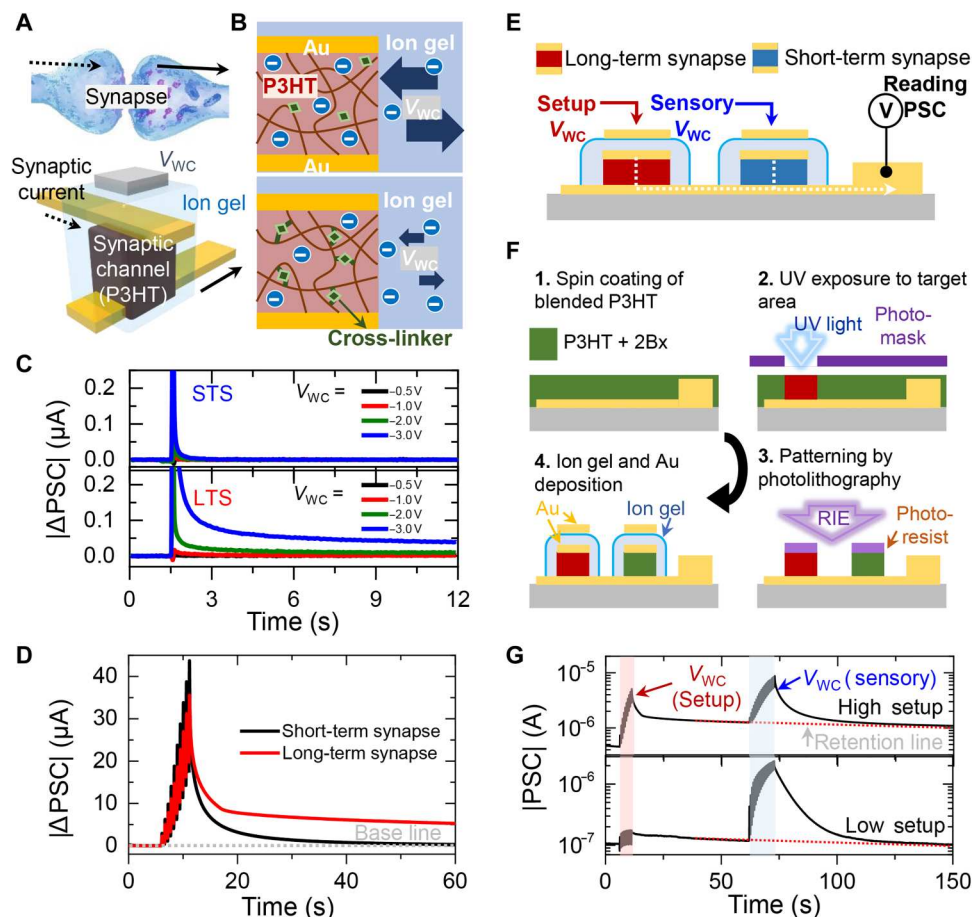 A
Synapse
V_WC
Synaptic
current
Ion gel
Synaptic
channel
(P3HT)
B
Au
Ion gel
P3HT
V_WC
Au
Ion gel
V_WC
Au
Cross-linker
C
0.2
0.1
0.0
STS
V_WC =
–0.5 V
–1.0 V
–2.0 V
–3.0 V
0.2
0.1
0.0
LTS
V_WC =
–0.5 V
–1.0 V
–2.0 V
–3.0 V
|ΔPSC| (μA)
0 3 6 9 12
Time (s)
D
40
30
20
10
0
|ΔPSC| (μA)
Short-term synapse
Long-term synapse
Base line
0 20 40 60
Time (s)
E
Long-term synapse
Short-term synapse
Reading
PSC
V
Setup
V_WC
Sensory
V_WC
F
1. Spin coating of
blended P3HT
P3HT + 2Bx
2. UV exposure to target
area
UV light
Photo-
mask
4. Ion gel and Au
deposition
Au
Ion gel
3. Patterning by
photolithography
RIE
Photo-
resist
G
10⁻⁵
10⁻⁶
V_WC
(Setup)
V_WC (sensory)
High setup
Retention line
10⁻⁶
10⁻⁷
Low setup
|PSC| (A)
0 50 100 150
Time (s)